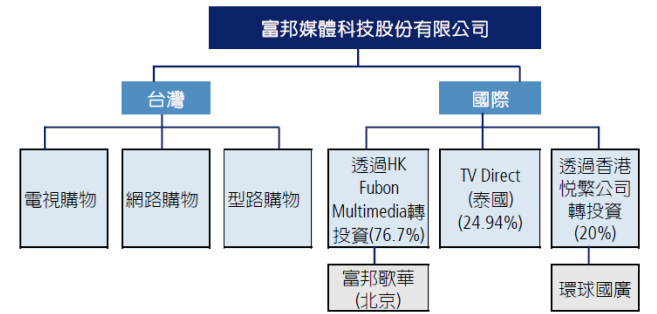 富邦媒體科技股份有限公司
台灣
國際
電視購物
網路購物
型路購物
透過HK
Fubon
Multimedia轉
投資(76.7%)
TV Direct
(泰國)
(24.94%)
透過香港
悅繁公司
轉投資
(20%)
富邦歌華
(北京)
環球國廣